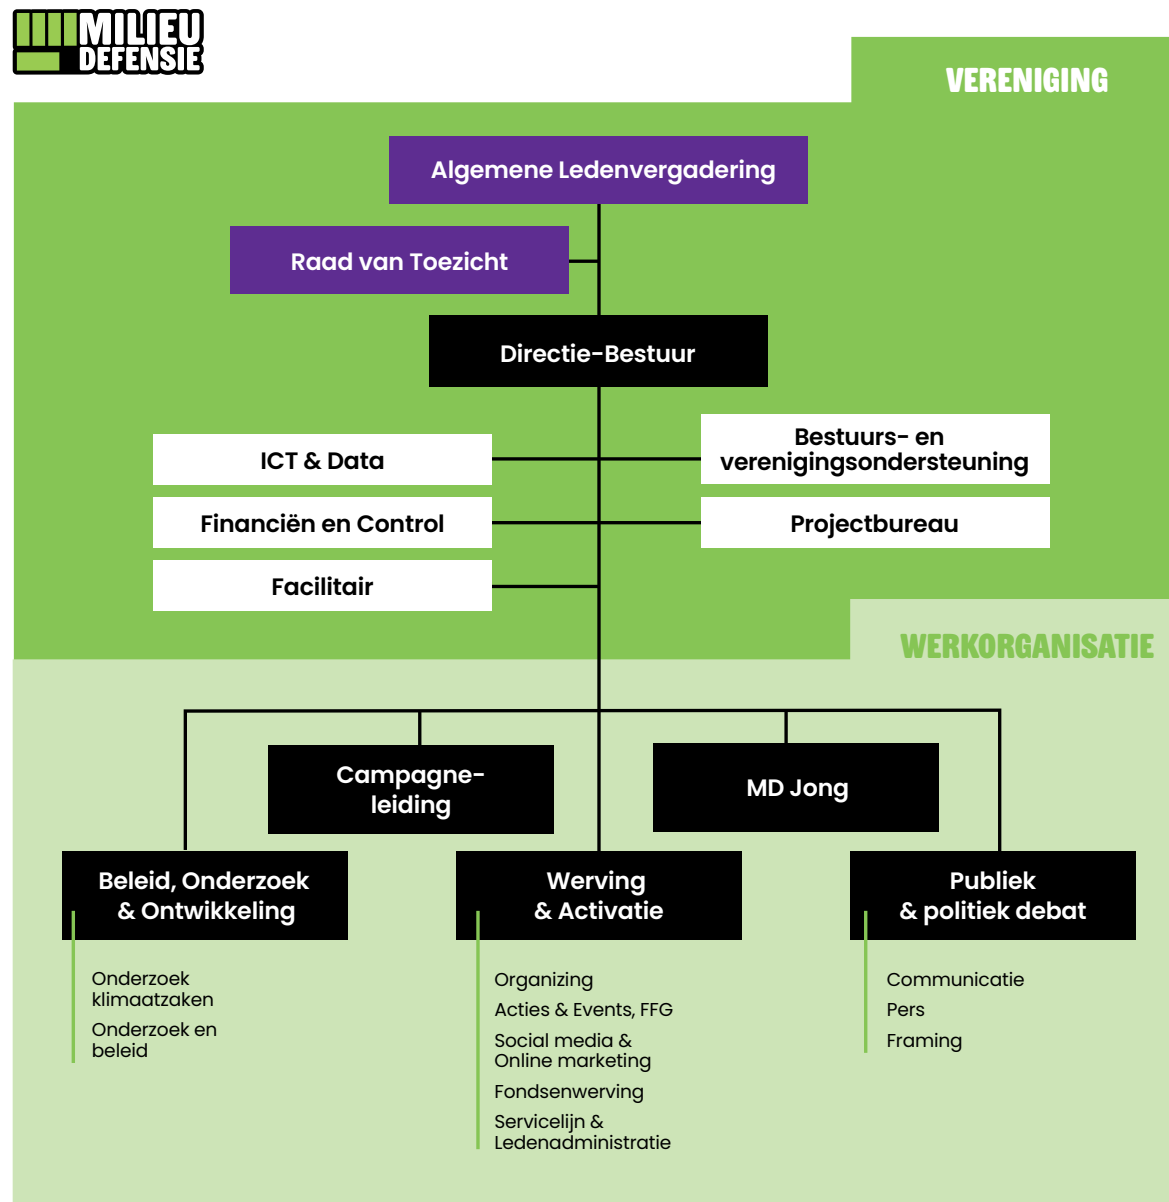 MILIEU
DEFENSIE
VERENIGING
Algemene Ledenvergadering
Raad van Toezicht
Directie-Bestuur
ICT & Data
Bestuurs- en
verenigingsondersteuning
Financiën en Control
Projectbureau
Facilitair
WERKORGANISATIE
Campagne-
leiding
MD Jong
Beleid, Onderzoek
& Ontwikkeling
Onderzoek
klimaatzaken
Onderzoek en
beleid
Werving
& Activatie
Organizing
Acties & Events, FFG
Social media &
Online marketing
Fondsenwerving
Servicelijn &
Ledenadministratie
Publiek
& politiek debat
Communicatie
Pers
Framing